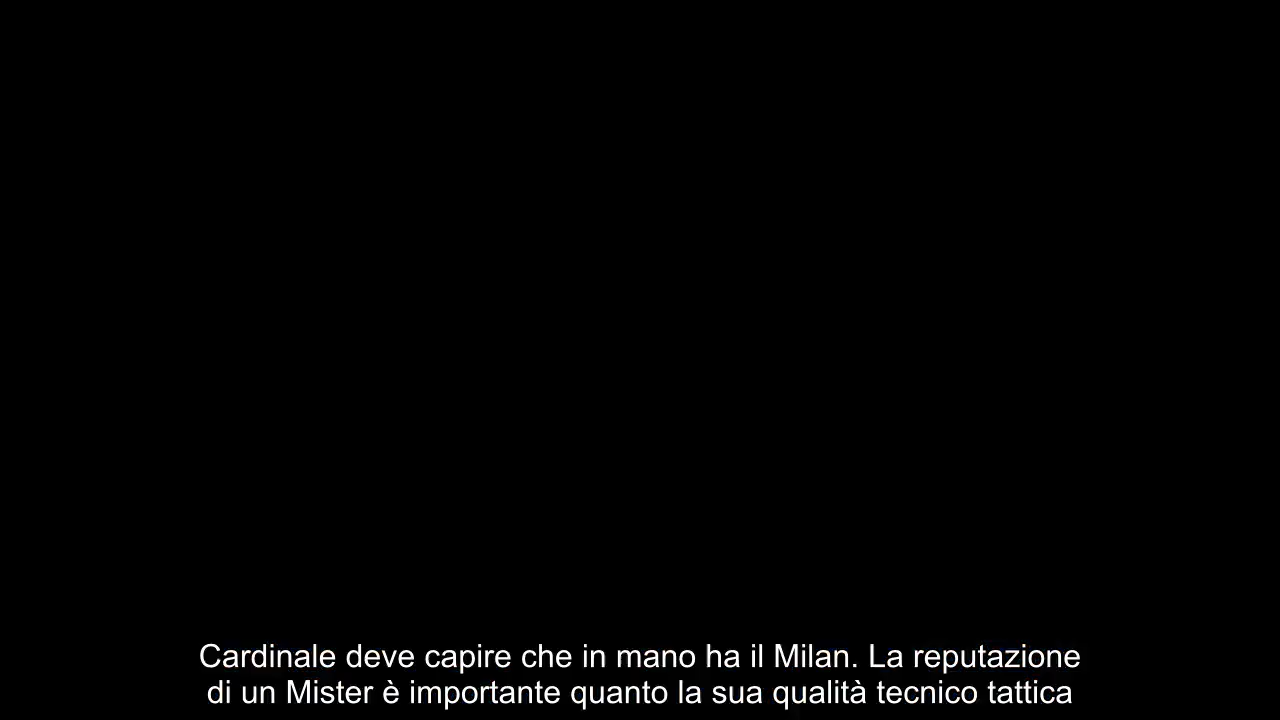 Cardinale deve capire che in mano ha il Milan. La reputazione
di un Mister è importante quanto la sua qualità tecnico tattica